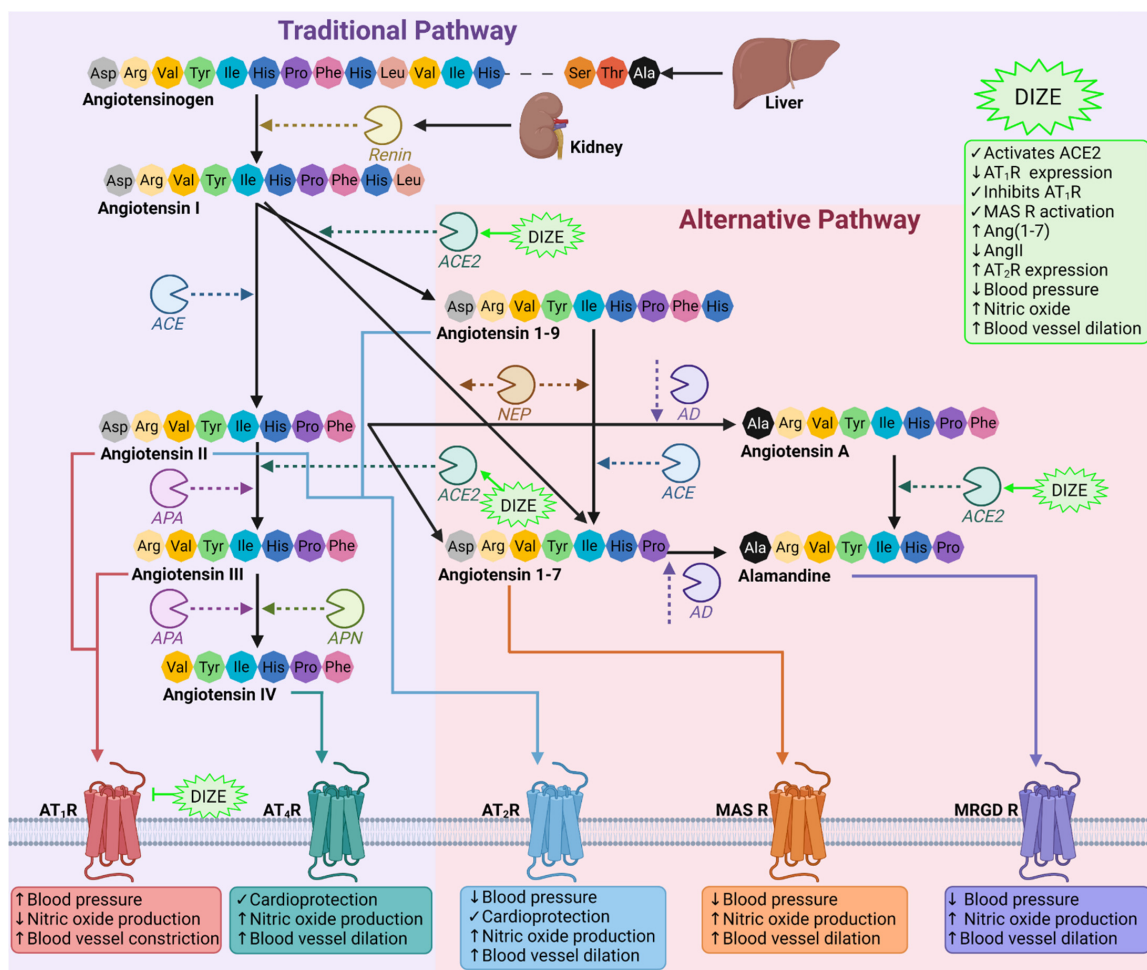 Traditional Pathway
Asp Arg Val Tyr Ile His Pro Phe His Leu Val Ile His Ser Thr Ala
Angiotensinogen
Liver
Renin
Kidney
Asp Arg Val Tyr Ile His Pro Phe His Leu
Angiotensin I
DIZE
✓Activates ACE2
↓AT₁R expression
✓Inhibits AT₁R
✓MAS R activation
↑Ang(1-7)
↓AngII
↑AT₂R expression
↓Blood pressure
↑Nitric oxide
↑Blood vessel dilation
Alternative Pathway
ACE2
DIZE
ACE
Asp Arg Val Tyr Ile His Pro Phe His
Angiotensin 1-9
NEP
AD
Asp Arg Val Tyr Ile His Pro Phe
Angiotensin II
Ala Arg Val Tyr Ile His Pro Phe
Angiotensin A
APA
ACE2
DIZE
ACE
ACE2
DIZE
Arg Val Tyr Ile His Pro Phe
Angiotensin III
Asp Arg Val Tyr Ile His Pro
Angiotensin 1-7
Ala Arg Val Tyr Ile His Pro
Alamandine
AD
APA
APN
Val Tyr Ile His Pro Phe
Angiotensin IV
AT₁R
DIZE
AT₄R
AT₂R
MAS R
MRGD R
↑Blood pressure
↓Nitric oxide production
↑Blood vessel constriction
✓Cardioprotection
↑Nitric oxide production
↑Blood vessel dilation
↓Blood pressure
✓Cardioprotection
↑Nitric oxide production
↑Blood vessel dilation
↓Blood pressure
↑Nitric oxide production
↑Blood vessel dilation
↓ Blood pressure
↑ Nitric oxide production
↑Blood vessel dilation